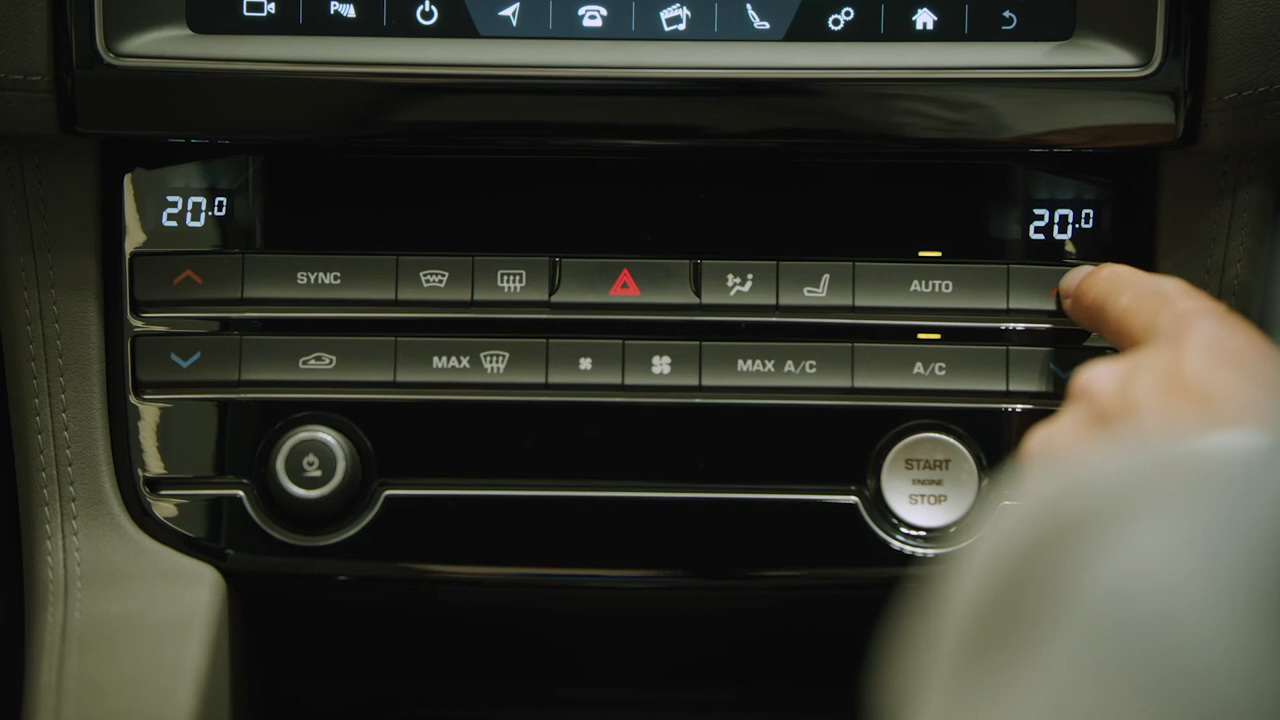 20.0
20.0
SYNC
AUTO
MAX
MAX A/C
A/C
START
ENGINE
STOP